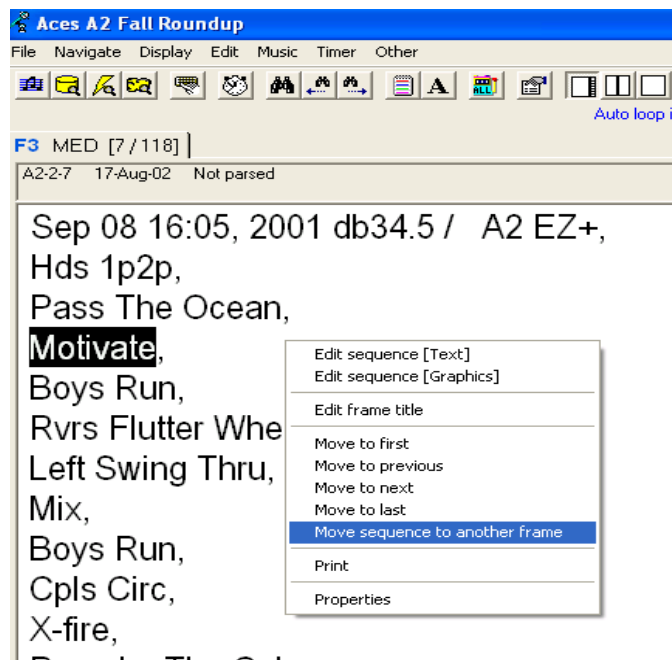 Aces A2 Fall Roundup
File Navigate Display Edit Music Timer Other
A ALL
Auto loop
F3 MED [7/118]
A2-2-7 17-Aug-02 Not parsed
Sep 08 16:05, 2001 db34.5 / A2 EZ+,
Hds 1p2p,
Pass The Ocean,
Motivate,
Boys Run,
Rvrs Flutter Whe
Left Swing Thru,
Mix,
Boys Run,
Cpls Circ,
X-fire,
Edit sequence [Text]
Edit sequence [Graphics]
Edit frame title
Move to first
Move to previous
Move to next
Move to last
Move sequence to another frame
Print
Properties